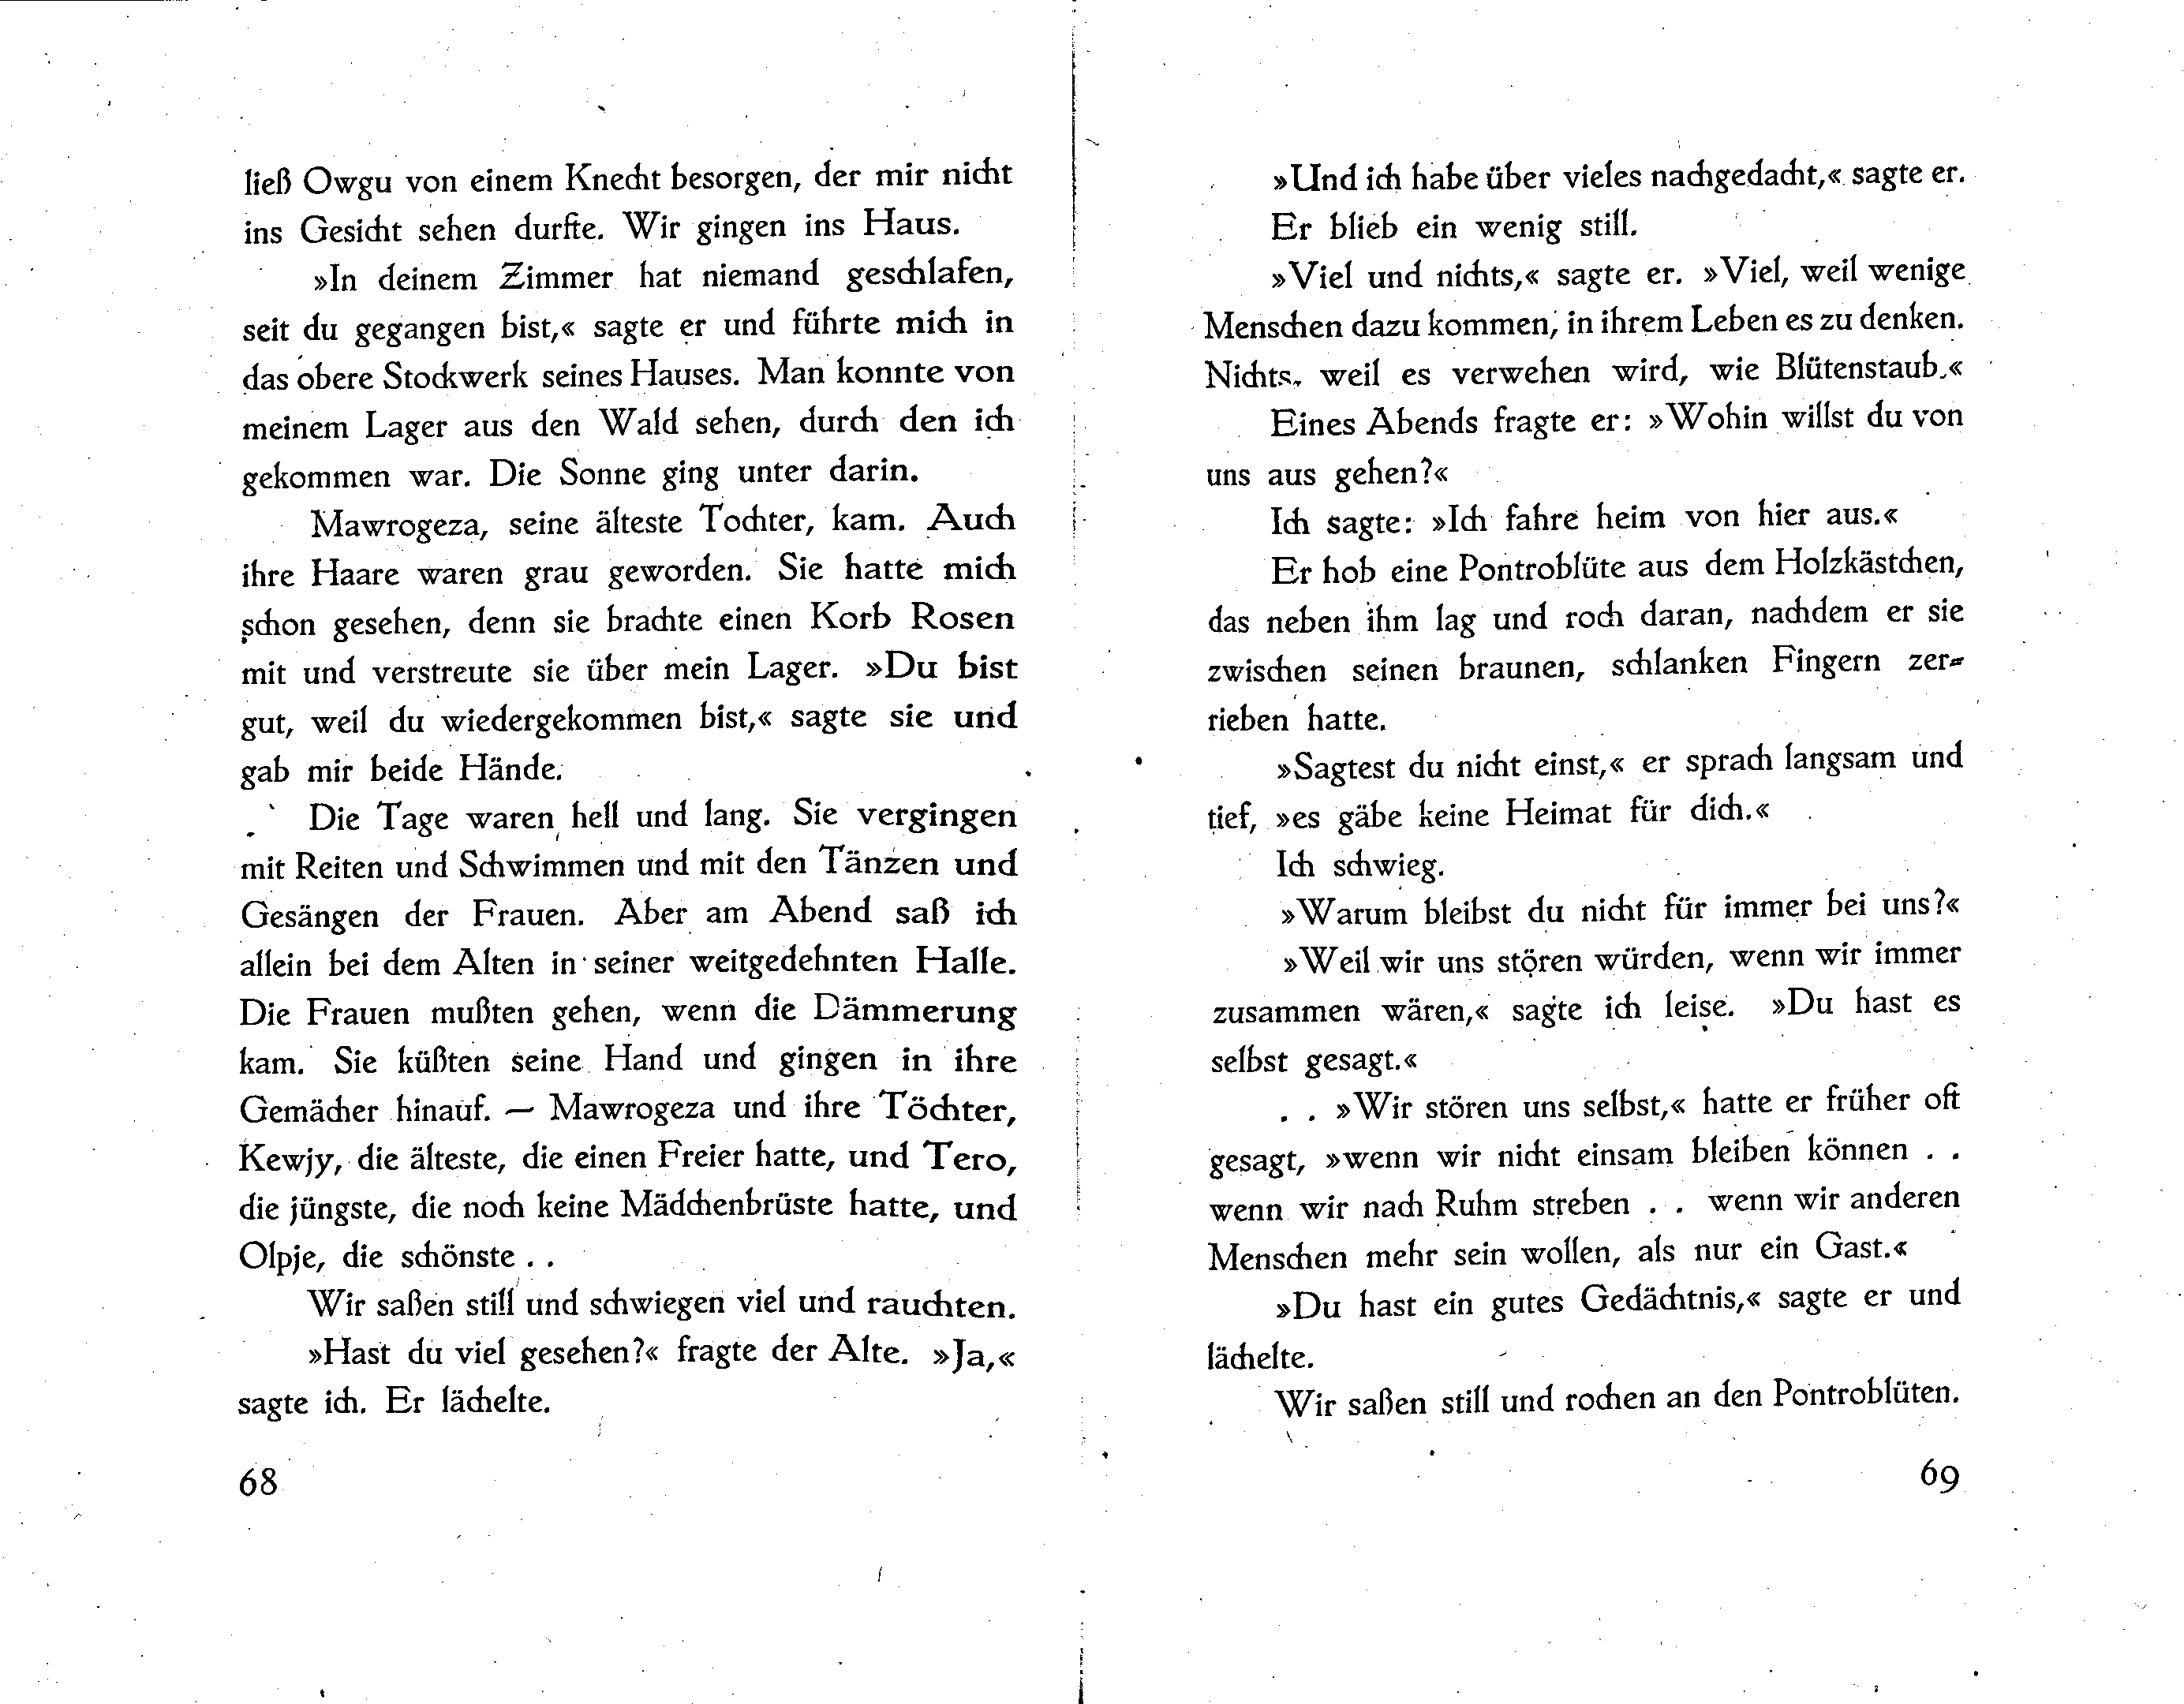 ließ Owgu von einem Knecht besorgen, der mir nicht
ins Gesicht sehen durfte. Wir gingen ins Haus.
»In deinem Zimmer hat niemand geschlafen,
seit du gegangen bist,« sagte er und führte mich in
das obere Stockwerk seines Hauses. Man konnte von
meinem Lager aus den Wald sehen, durch den ich
gekommen war. Die Sonne ging unter darin.
Mawrogeza, seine älteste Tochter, kam. Auch
ihre Haare waren grau geworden. Sie hatte mich
schon gesehen, denn sie brachte einen Korb Rosen
mit und verstreute sie über mein Lager. »Du bist
gut, weil du wiedergekommen bist,« sagte sie und
gab mir beide Hände.
Die Tage waren hell und lang. Sie vergingen
mit Reiten und Schwimmen und mit den Tänzen und
Gesängen der Frauen. Aber am Abend saß ich
allein bei dem Alten in seiner weitgedehnten Halle.
Die Frauen mußten gehen, wenn die Dämmerung
kam. Sie küßten seine Hand und gingen in ihre
Gemächer hinauf. — Mawrogeza und ihre Töchter,
Kewjy, die älteste, die einen Freier hatte, und Tero,
die jüngste, die noch keine Mädchenbrüste hatte, und
Olpje, die schönste . .
Wir saßen still und schwiegen viel und rauchten.
»Hast du viel gesehen?« fragte der Alte. »Ja,«
sagte ich. Er lächelte.
68
»Und ich habe über vieles nachgedacht,« sagte er.
Er blieb ein wenig still.
»Viel und nichts,« sagte er. »Viel, weil wenige
Menschen dazu kommen, in ihrem Leben es zu denken.
Nichts, weil es verwehen wird, wie Blütenstaub.«
Eines Abends fragte er: »Wohin willst du von
uns aus gehen?«
Ich sagte: »Ich fahre heim von hier aus.«
Er hob eine Pontroblüte aus dem Holzkästchen,
das neben ihm lag und roch daran, nachdem er sie
zwischen seinen braunen, schlanken Fingern zer-
rieben hatte.
»Sagtest du nicht einst,« er sprach langsam und
tief, »es gäbe keine Heimat für dich.«
Ich schwieg.
»Warum bleibst du nicht für immer bei uns?«
»Weil wir uns stören würden, wenn wir immer
zusammen wären,« sagte ich leise. »Du hast es
selbst gesagt.«
. . »Wir stören uns selbst,« hatte er früher oft
gesagt, »wenn wir nicht einsam bleiben können . .
wenn wir nach Ruhm streben . . wenn wir anderen
Menschen mehr sein wollen, als nur ein Gast.«
»Du hast ein gutes Gedächtnis,« sagte er und
lächelte.
Wir saßen still und rochen an den Pontroblüten.
69